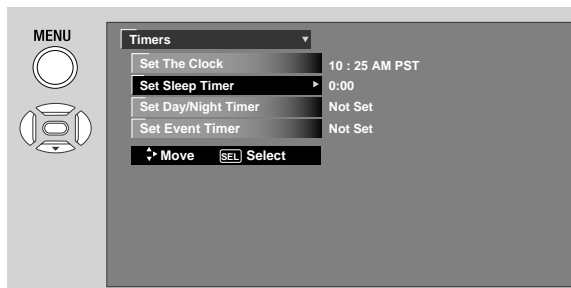 MENU
Timers
Set The Clock 10 : 25 AM PST
Set Sleep Timer 0:00
Set Day/Night Timer Not Set
Set Event Timer Not Set
Move SEL Select